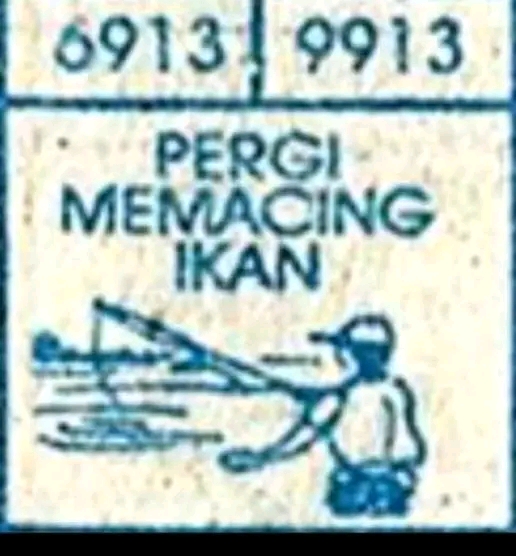 6913 9913
PERGI
MEMACING
IKAN